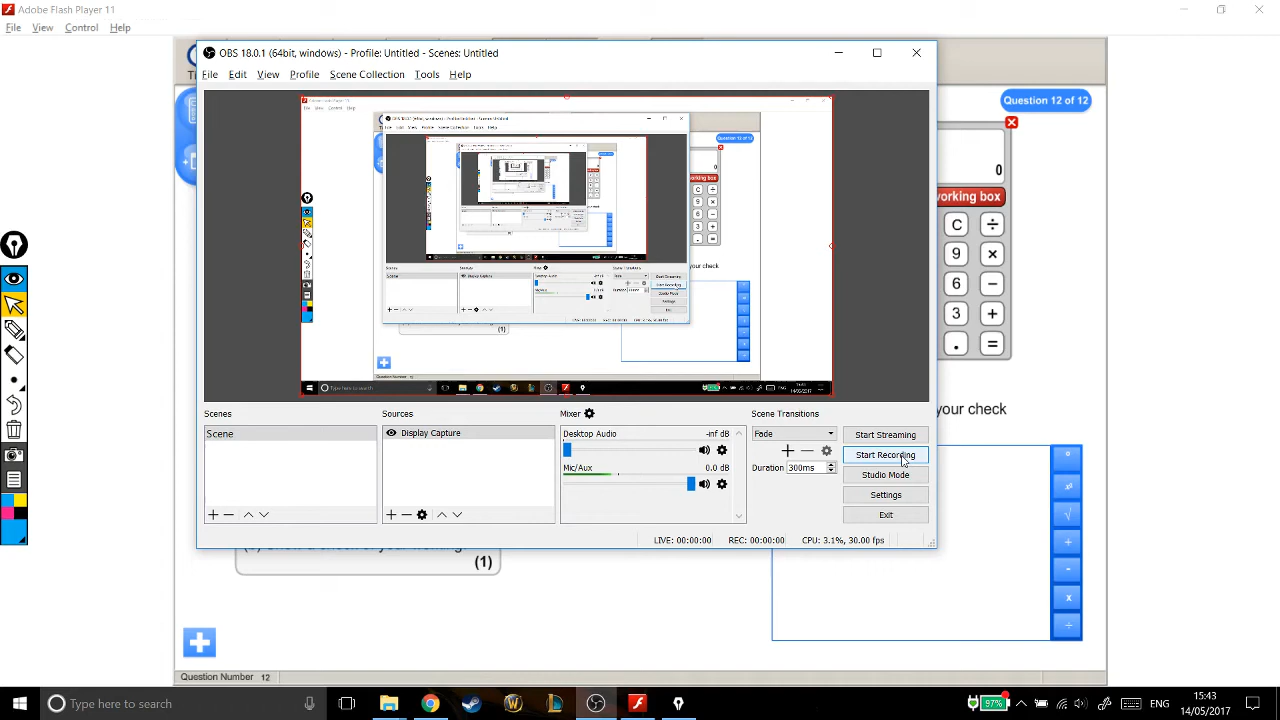 Adobe Flash Player 11
File View Control Help
OBS 18.0.1 (64bit, windows) - Profile: Untitled - Scenes: Untitled
File Edit View Profile Scene Collection Tools Help
Question 12 of 12
0
working box
C ÷
9 ×
6 −
3 +
. =
your check
Scenes
Scene
Sources
Display Capture
Mixer
Desktop Audio -inf dB
Mic/Aux 0.0 dB
Scene Transitions
Fade
Duration 300ms
Start Streaming
Start Recording
Studio Mode
Settings
Exit
LIVE: 00:00:00 REC: 00:00:00 CPU: 3.1%, 30.00 fps
(1)
√
+
-
x
÷
Question Number 12
Type here to search
97%
ENG
15:43
14/05/2017